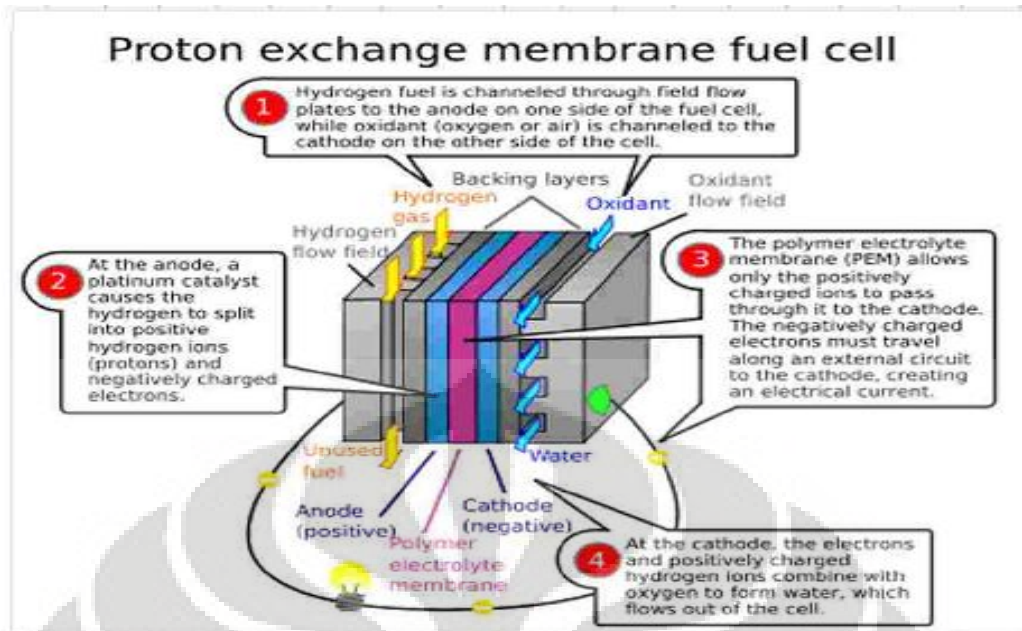 Proton exchange membrane fuel cell
1
Hydrogen fuel is channeled through field flow
plates to the anode on one side of the fuel cell,
while oxidant (oxygen or air) is channeled to the
cathode on the other side of the cell.
Backing layers
Hydrogen
gas
Oxidant
Oxidant
flow field
Hydrogen
flow field
2
At the anode, a
platinum catalyst
causes the
hydrogen to split
into positive
hydrogen ions
(protons) and
negatively charged
electrons.
3
The polymer electrolyte
membrane (PEM) allows
only the positively
charged ions to pass
through it to the cathode.
The negatively charged
electrons must travel
along an external circuit
to the cathode, creating
an electrical current.
Unused
fuel
Water
Anode
(positive)
Cathode
(negative)
Polymer
electrolyte
membrane
4
At the cathode, the electrons
and positively charged
hydrogen ions combine with
oxygen to form water, which
flows out of the cell.